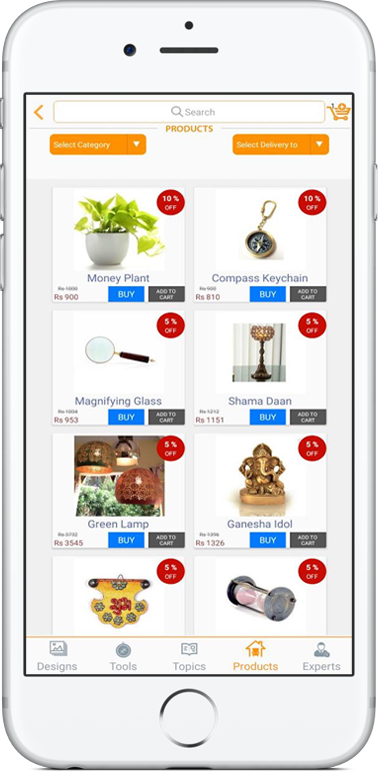 Search
PRODUCTS
Select Category
Select Delivery to
10 %
OFF
10 %
OFF
Money Plant
Compass Keychain
Rs 1000
Rs 900
BUY
ADD TO
CART
Rs 900
Rs 810
BUY
ADD TO
CART
5 %
OFF
5 %
OFF
Magnifying Glass
Shama Daan
Rs 1004
Rs 953
BUY
ADD TO
CART
Rs 1212
Rs 1151
BUY
ADD TO
CART
5 %
OFF
5 %
OFF
Green Lamp
Ganesha Idol
Rs 3732
Rs 3545
BUY
ADD TO
CART
Rs 1396
Rs 1326
BUY
ADD TO
CART
5 %
OFF
5 %
OFF
Designs
Tools
Topics
Products
Experts